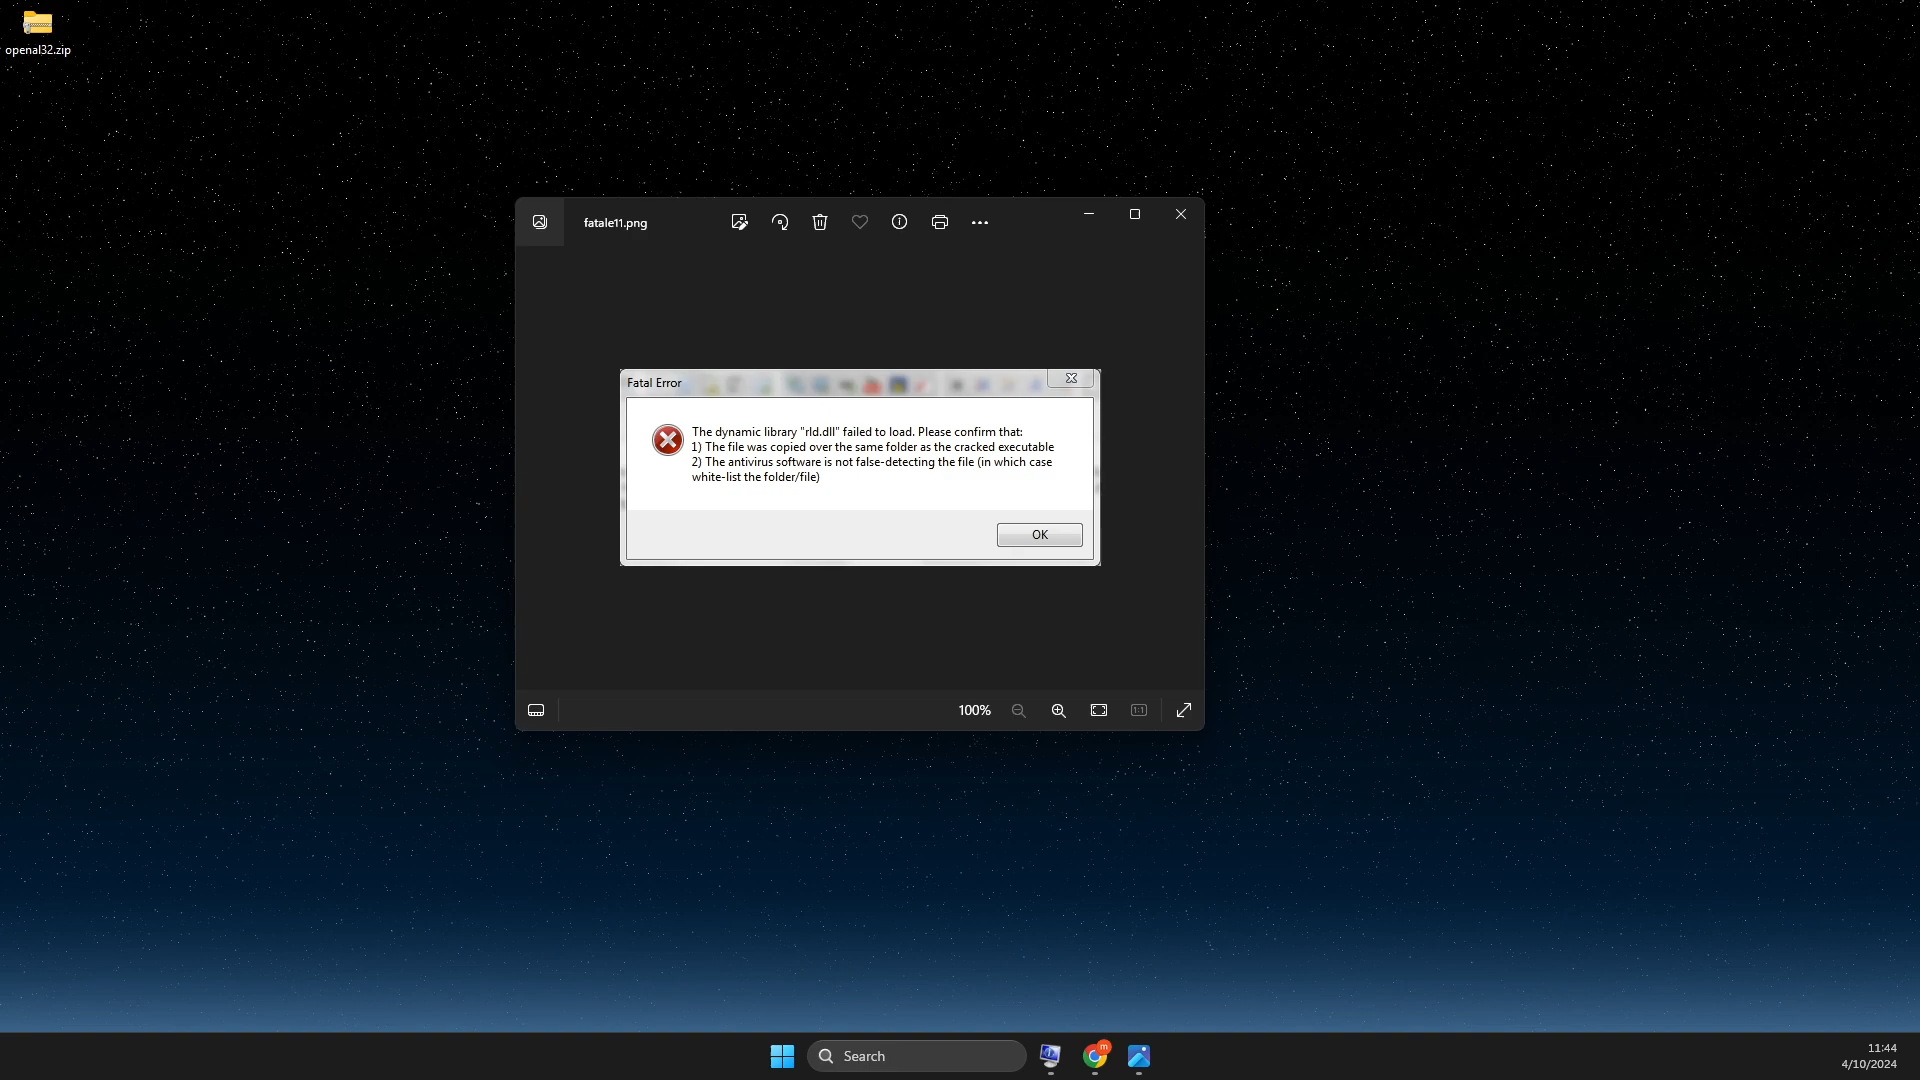 openal32.zip
fatale11.png
Fatal Error
The dynamic library "rld.dll" failed to load. Please confirm that:
1) The file was copied over the same folder as the cracked executable
2) The antivirus software is not false-detecting the file (in which case
white-list the folder/file)
OK
100%
1:1
Search
m
11:44
4/10/2024